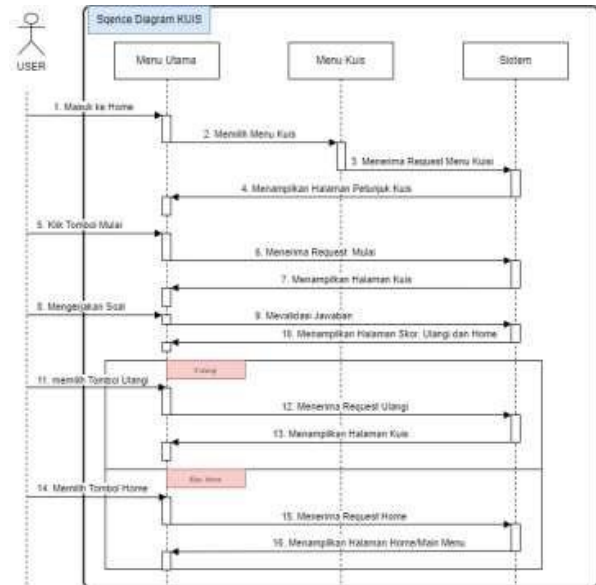 Sqence Diagram KUIS
USER
Menu Utama
Menu Kuis
Sistem
1. Masuk ke Home
2. Memilih Menu Kuis
3. Menerima Request Menu Kuisi
4. Menampilkan Halaman Petunjuk Kuis
5. Klik Tombol Mulai
6. Menerima Request Mulai
7. Menampilkan Halaman Kuis
8. Mengerjakan Soal
9. Mevalidasi Jawaban
10. Menampilkan Halaman Skor, Ulangi dan Home
11. memilih Tombol Ulangi
12. Menerima Request Ulangi
13. Menampilkan Halaman Kuis
14. Memilih Tombol Home
15. Menerima Request Home
16. Menampilkan Halaman Home/Main Menu